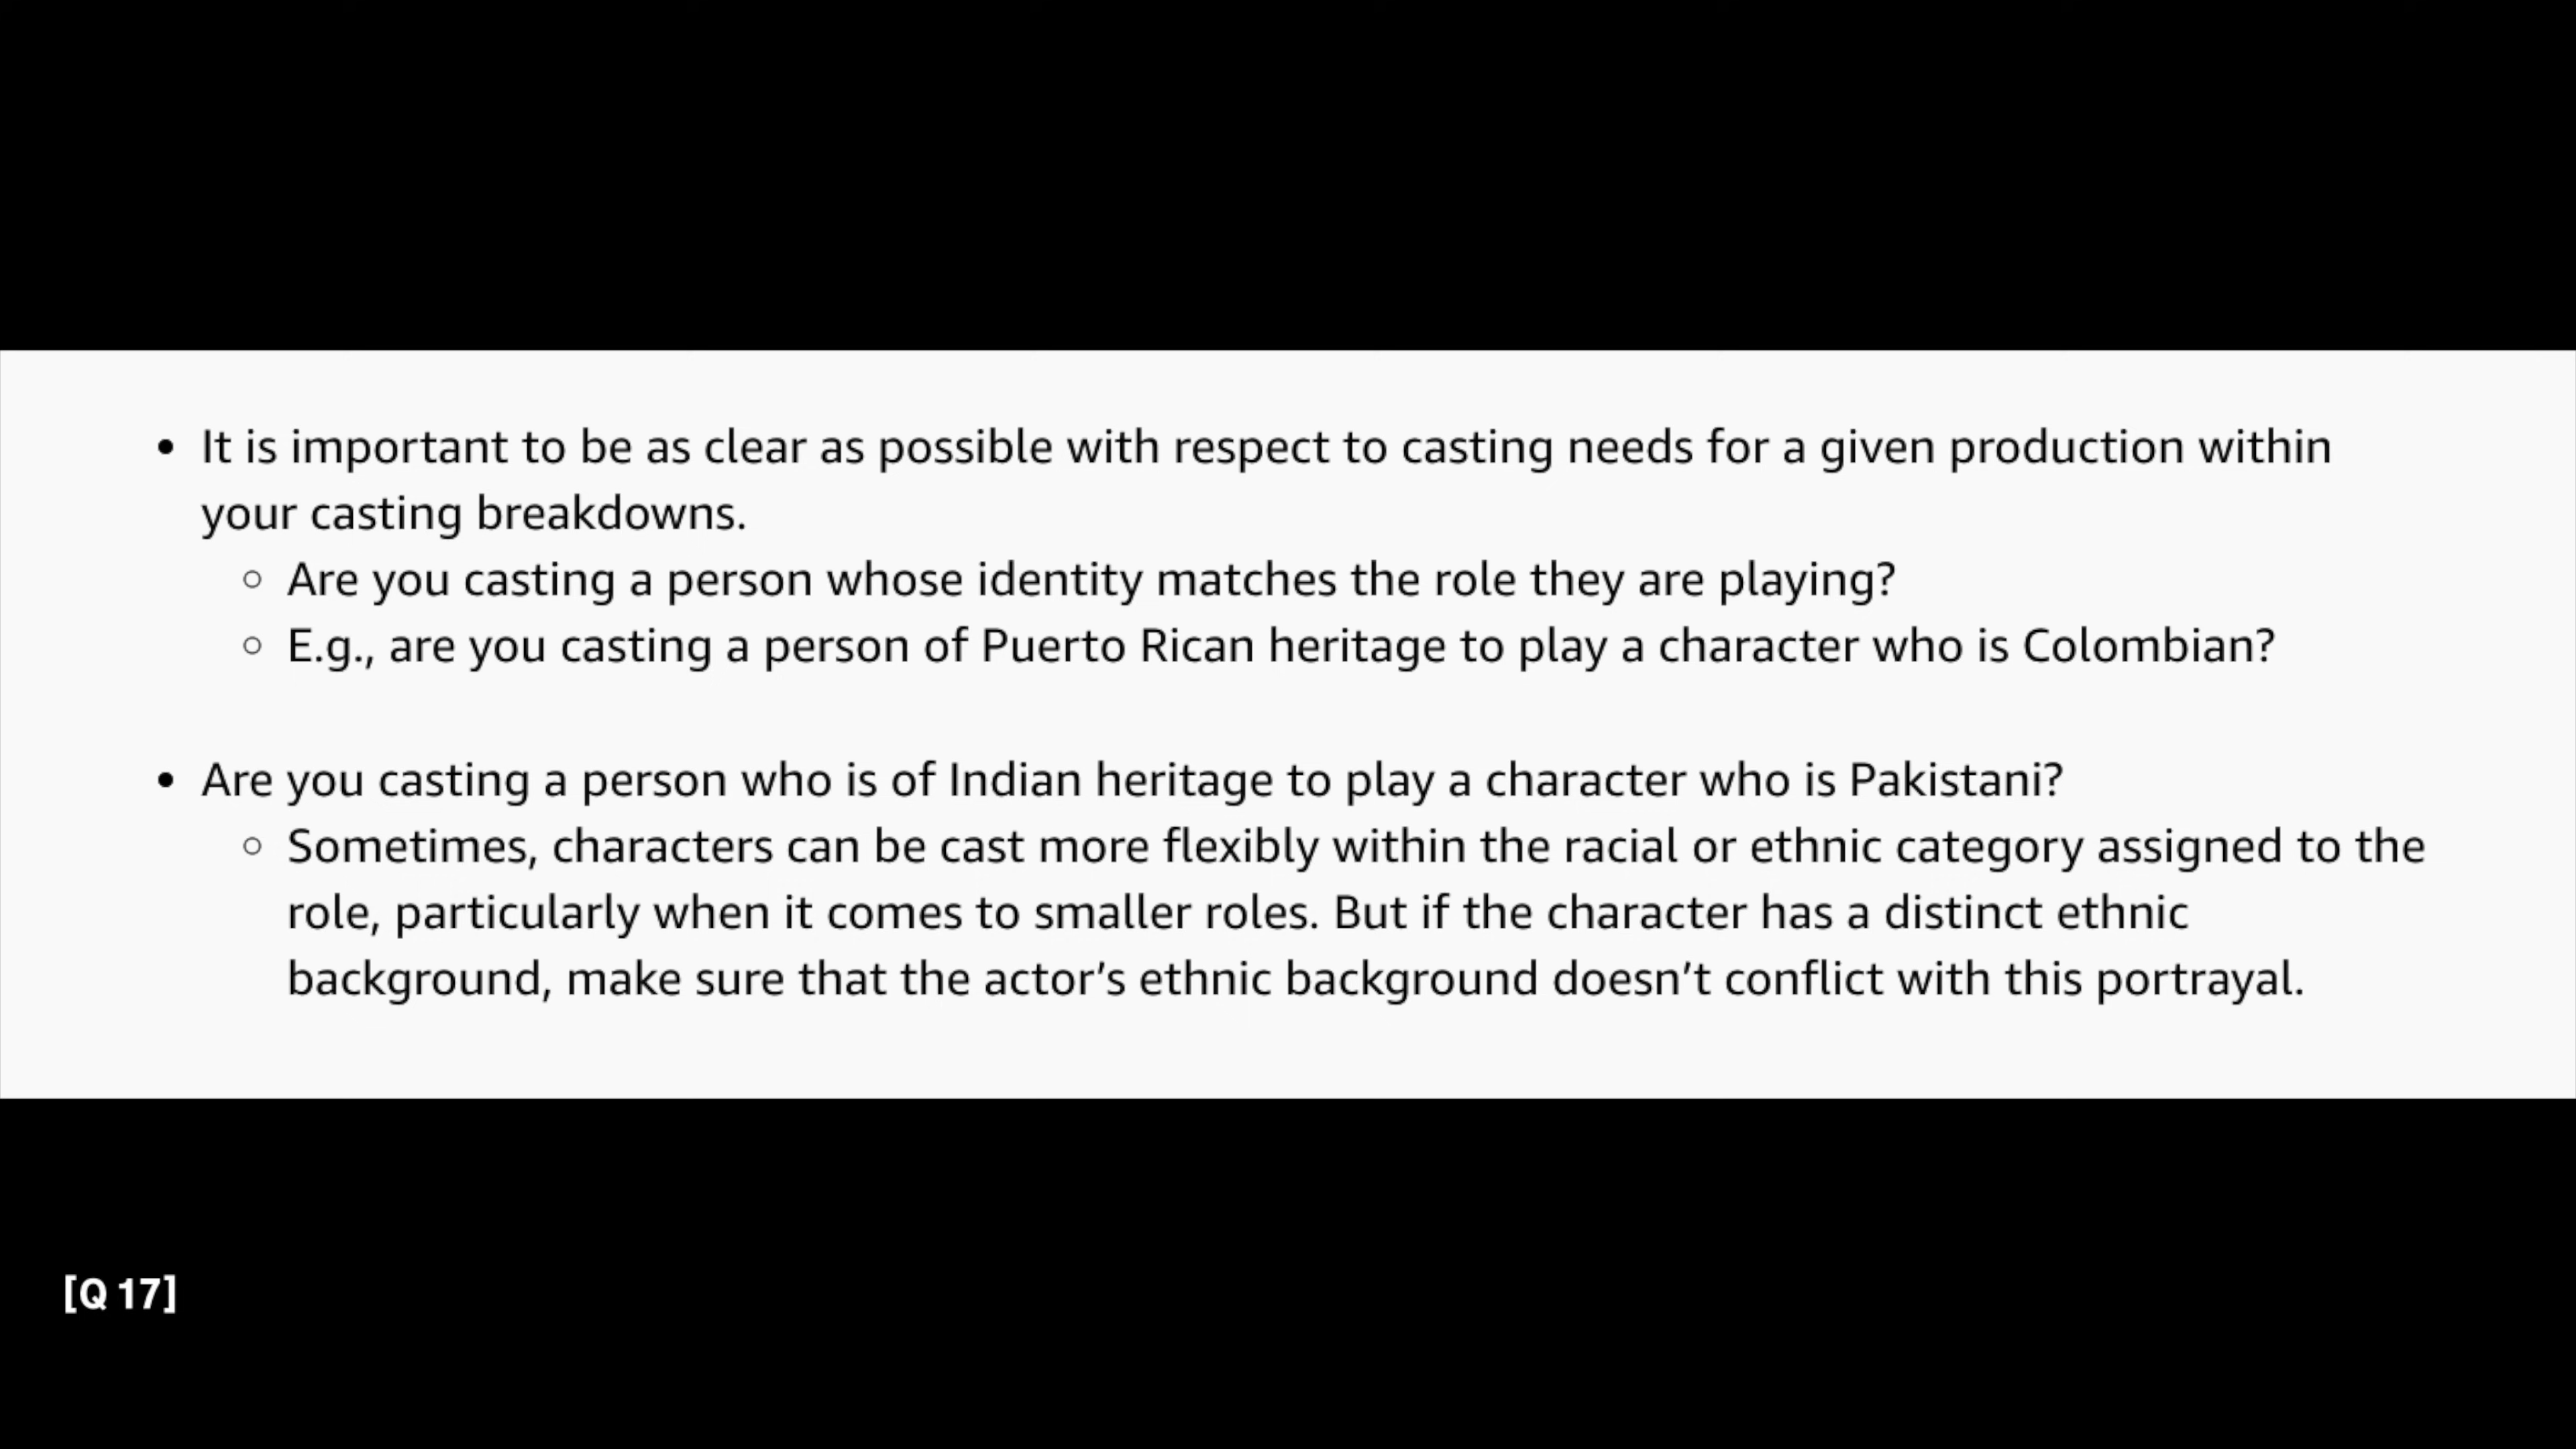 • It is important to be as clear as possible with respect to casting needs for a given production within
your casting breakdowns.
○ Are you casting a person whose identity matches the role they are playing?
○ E.g., are you casting a person of Puerto Rican heritage to play a character who is Colombian?
• Are you casting a person who is of Indian heritage to play a character who is Pakistani?
○ Sometimes, characters can be cast more flexibly within the racial or ethnic category assigned to the
role, particularly when it comes to smaller roles. But if the character has a distinct ethnic
background, make sure that the actor’s ethnic background doesn’t conflict with this portrayal.
[Q 17]